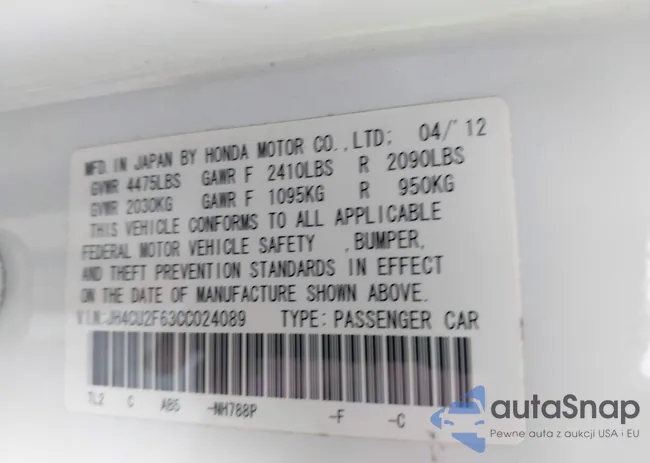 MFD. IN JAPAN BY HONDA MOTOR CO.,LTD; 04/'12
GVWR 4475LBS GAWR F 2410LBS R 2090LBS
GVWR 2030KG GAWR F 1095KG R 950KG
THIS VEHICLE CONFORMS TO ALL APPLICABLE
FEDERAL MOTOR VEHICLE SAFETY ,BUMPER,
AND THEFT PREVENTION STANDARDS IN EFFECT
ON THE DATE OF MANUFACTURE SHOWN ABOVE.
VIN:JH4CU2F63CC024089 TYPE:PASSENGER CAR
TL2 C A85 -NH788P -F -C
autaSnap
Pewne auta z aukcji USA i EU